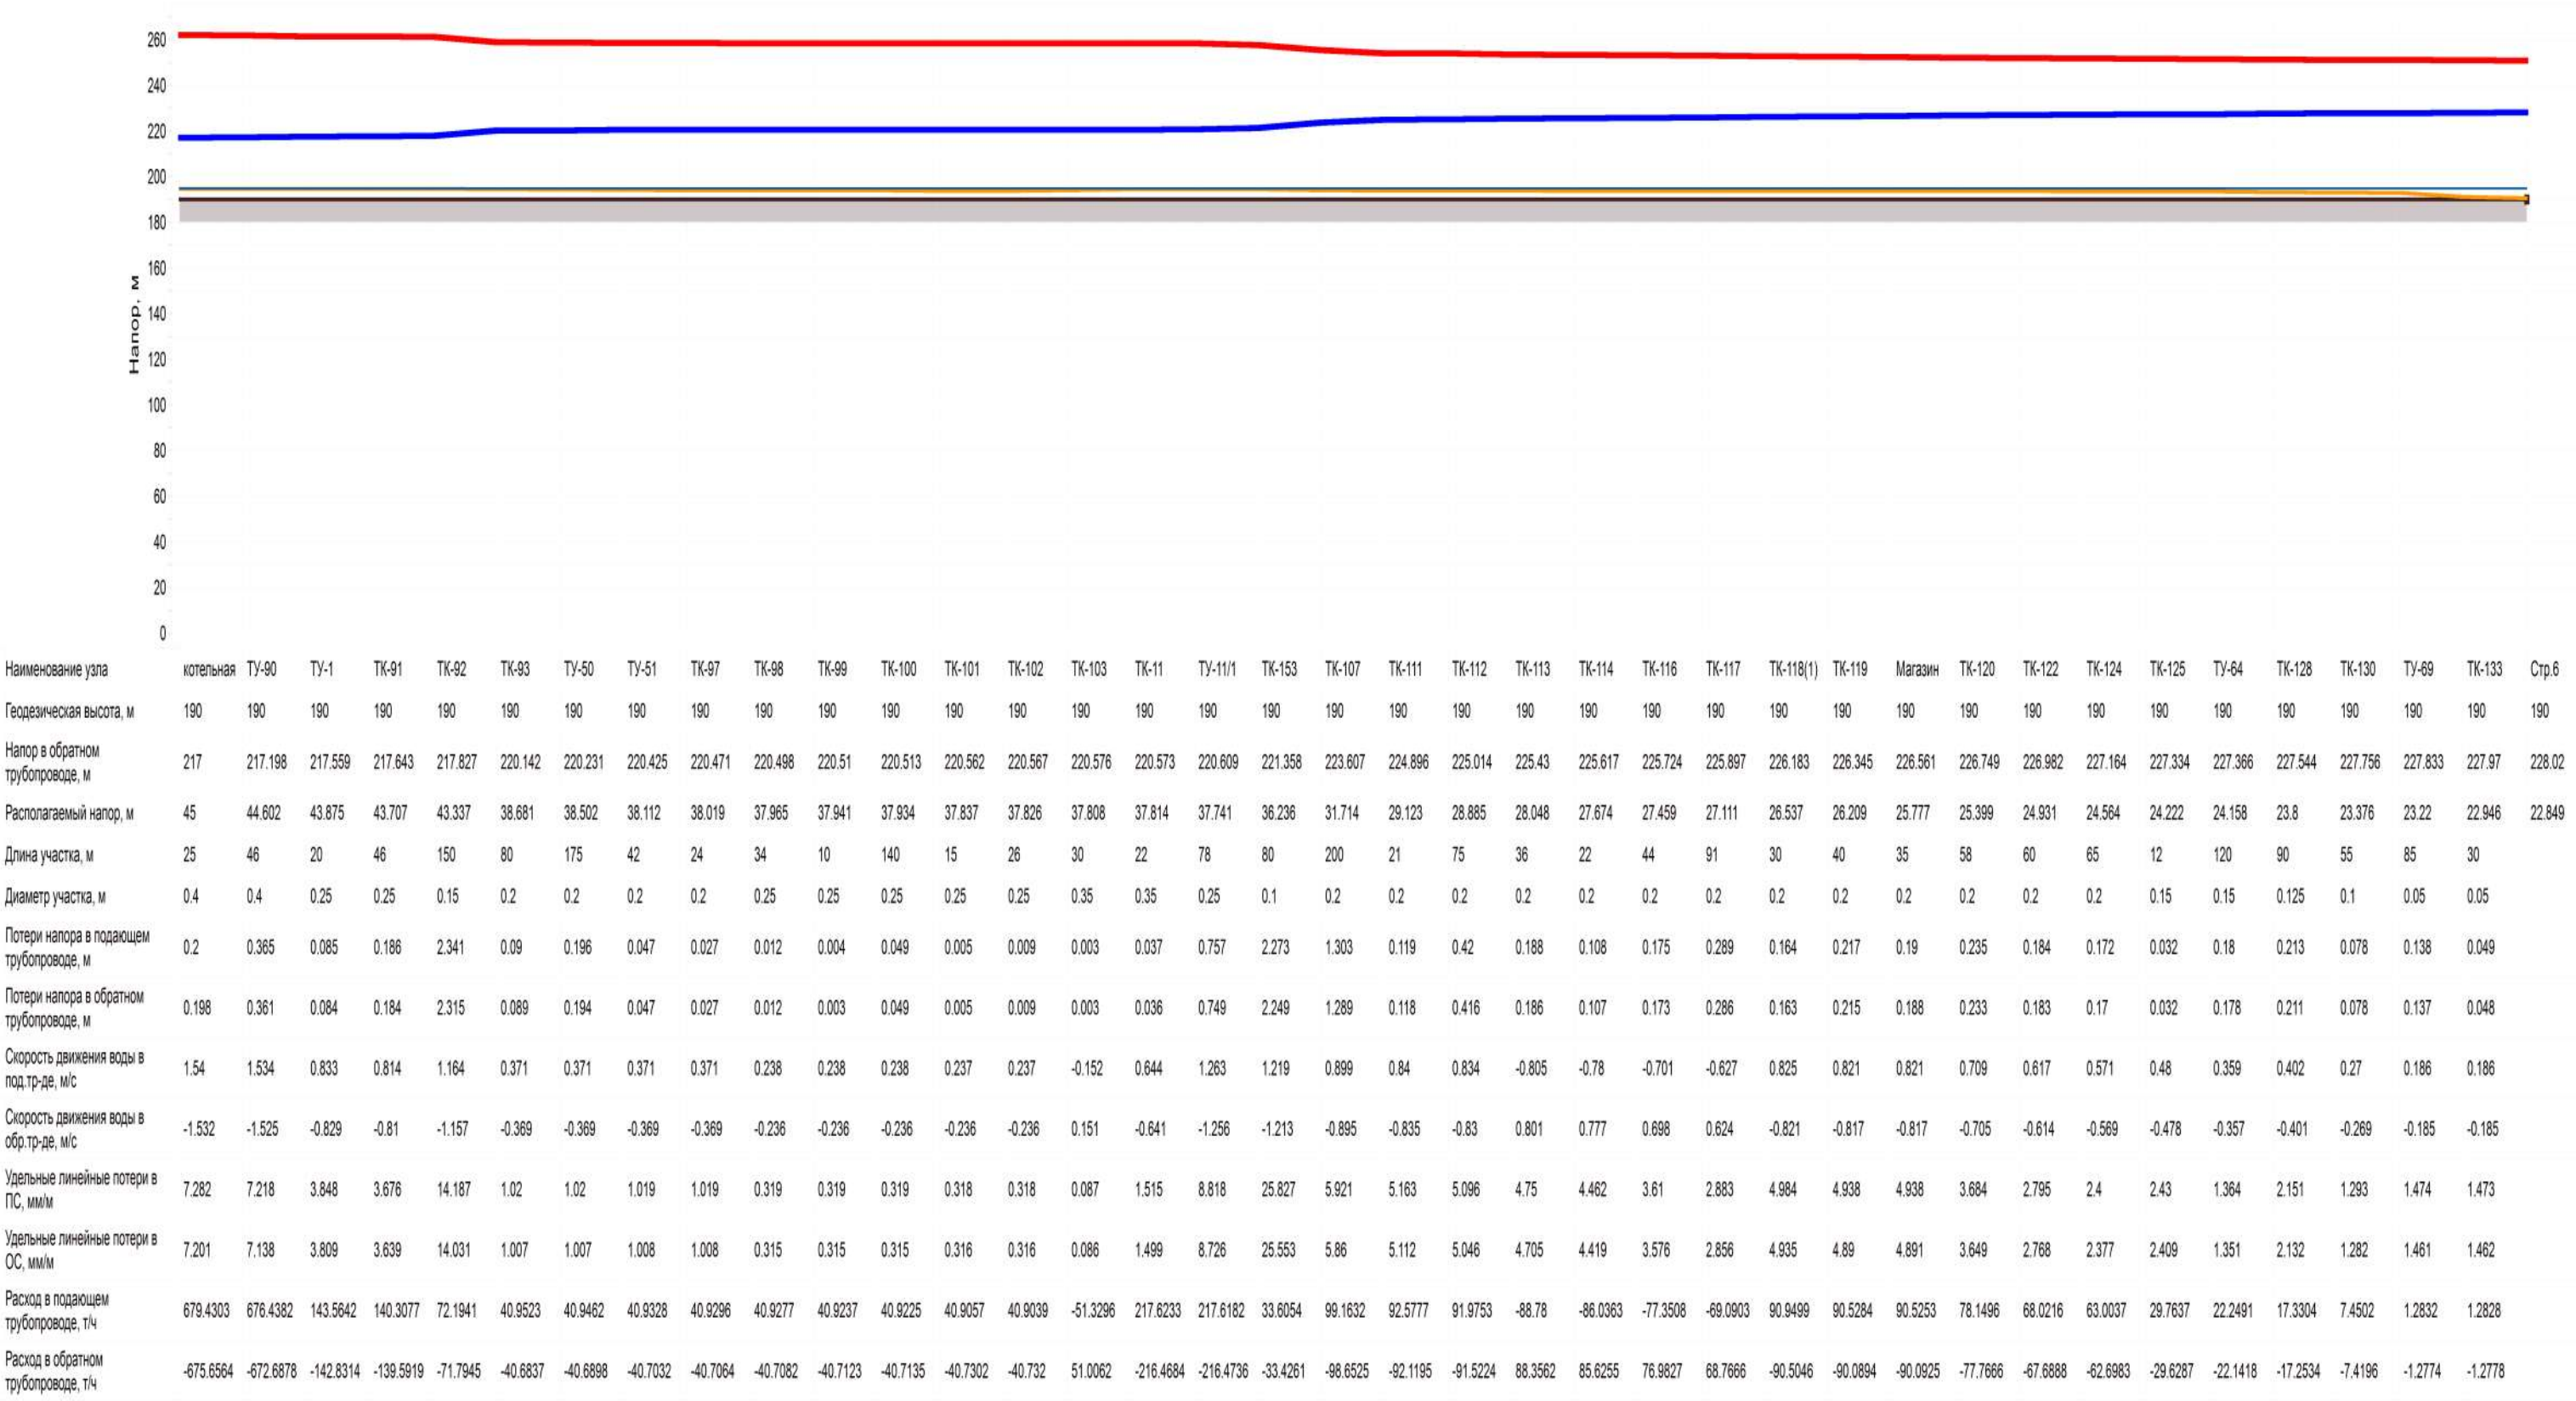 260
240
220
200
180
160
140
120
100
80
60
40
20
0
Напор, м
Наименование узла котельная ТУ-90 ТУ-1 ТК-91 ТК-92 ТК-93 ТУ-50 ТУ-51 ТК-97 ТК-98 ТК-99 ТК-100 ТК-101 ТК-102 ТК-103 ТК-11 ТУ-11/1 ТК-153 ТК-107 ТК-111 ТК-112 ТК-113 ТК-114 ТК-116 ТК-117 ТК-118(1) ТК-119 Магазин ТК-120 ТК-122 ТК-124 ТК-125 ТУ-64 ТК-128 ТК-130 ТУ-69 ТК-133 Стр.6
Геодезическая высота, м 190 190 190 190 190 190 190 190 190 190 190 190 190 190 190 190 190 190 190 190 190 190 190 190 190 190 190 190 190 190 190 190 190 190 190 190 190 190
Напор в обратном
трубопроводе, м 217 217.198 217.559 217.643 217.827 220.142 220.231 220.425 220.471 220.498 220.51 220.513 220.562 220.567 220.576 220.573 220.609 221.358 223.607 224.896 225.014 225.43 225.617 225.724 225.897 226.183 226.345 226.561 226.749 226.982 227.164 227.334 227.366 227.544 227.756 227.833 227.97 228.02
Располагаемый напор, м 45 44.602 43.875 43.707 43.337 38.681 38.502 38.112 38.019 37.965 37.941 37.934 37.837 37.826 37.808 37.814 37.741 36.236 31.714 29.123 28.885 28.048 27.674 27.459 27.111 26.537 26.209 25.777 25.399 24.931 24.564 24.222 24.158 23.8 23.376 23.22 22.946 22.849
Длина участка, м 25 46 20 46 150 80 175 42 24 34 10 140 15 26 30 22 78 80 200 21 75 36 22 44 91 30 40 35 58 60 65 12 120 90 55 85 30
Диаметр участка, м 0.4 0.4 0.25 0.25 0.15 0.2 0.2 0.2 0.2 0.25 0.25 0.25 0.25 0.25 0.35 0.35 0.25 0.1 0.2 0.2 0.2 0.2 0.2 0.2 0.2 0.2 0.2 0.2 0.2 0.2 0.2 0.15 0.15 0.125 0.1 0.05 0.05
Потери напора в подающем
трубопроводе, м 0.2 0.365 0.085 0.186 2.341 0.09 0.196 0.047 0.027 0.012 0.004 0.049 0.005 0.009 0.003 0.037 0.757 2.273 1.303 0.119 0.42 0.188 0.108 0.175 0.289 0.164 0.217 0.19 0.235 0.184 0.172 0.032 0.18 0.213 0.078 0.138 0.049
Потери напора в обратном
трубопроводе, м 0.198 0.361 0.084 0.184 2.315 0.089 0.194 0.047 0.027 0.012 0.003 0.049 0.005 0.009 0.003 0.036 0.749 2.249 1.289 0.118 0.416 0.186 0.107 0.173 0.286 0.163 0.215 0.188 0.233 0.183 0.17 0.032 0.178 0.211 0.078 0.137 0.048
Скорость движения воды в
под.тр-де, м/с 1.54 1.534 0.833 0.814 1.164 0.371 0.371 0.371 0.371 0.238 0.238 0.238 0.237 0.237 -0.152 0.644 1.263 1.219 0.899 0.84 0.834 -0.805 -0.78 -0.701 -0.627 0.825 0.821 0.821 0.709 0.617 0.571 0.48 0.359 0.402 0.27 0.186 0.186
Скорость движения воды в
обр.тр-де, м/с -1.532 -1.525 -0.829 -0.81 -1.157 -0.369 -0.369 -0.369 -0.369 -0.236 -0.236 -0.236 -0.236 -0.236 0.151 -0.641 -1.256 -1.213 -0.895 -0.835 -0.83 0.801 0.777 0.698 0.624 -0.821 -0.817 -0.817 -0.705 -0.614 -0.569 -0.478 -0.357 -0.401 -0.269 -0.185 -0.185
Удельные линейные потери в
ПС, мм/м 7.282 7.218 3.848 3.676 14.187 1.02 1.02 1.019 1.019 0.319 0.319 0.319 0.318 0.318 0.087 1.515 8.818 25.827 5.921 5.163 5.096 4.75 4.462 3.61 2.883 4.984 4.938 4.938 3.684 2.795 2.4 2.43 1.364 2.151 1.293 1.474 1.473
Удельные линейные потери в
ОС, мм/м 7.201 7.138 3.809 3.639 14.031 1.007 1.007 1.008 1.008 0.315 0.315 0.315 0.316 0.316 0.086 1.499 8.726 25.553 5.86 5.112 5.046 4.705 4.419 3.576 2.856 4.935 4.89 4.891 3.649 2.768 2.377 2.409 1.351 2.132 1.282 1.461 1.462
Расход в подающем
трубопроводе, т/ч 679.4303 676.4382 143.5642 140.3077 72.1941 40.9523 40.9462 40.9328 40.9296 40.9277 40.9237 40.9225 40.9057 40.9039 -51.3296 217.6233 217.6182 33.6054 99.1632 92.5777 91.9753 -88.78 -86.0363 -77.3508 -69.0903 90.9499 90.5284 90.5253 78.1496 68.0216 63.0037 29.7637 22.2491 17.3304 7.4502 1.2832 1.2828
Расход в обратном
трубопроводе, т/ч -675.6564 -672.6878 -142.8314 -139.5919 -71.7945 -40.6837 -40.6898 -40.7032 -40.7064 -40.7082 -40.7123 -40.7135 -40.7302 -40.732 51.0062 -216.4684 -216.4736 -33.4261 -98.6525 -92.1195 -91.5224 88.3562 85.6255 76.9827 68.7666 -90.5046 -90.0894 -90.0925 -77.7666 -67.6888 -62.6983 -29.6287 -22.1418 -17.2534 -7.4196 -1.2774 -1.2778